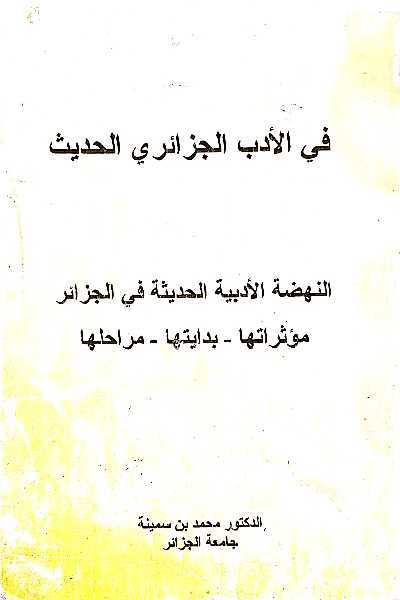 في الأدب الجزائري الحديث
النهضة الأدبية الحديثة في الجزائر
مؤثراتها - بدايتها - مراحلها
الدكتور محمد بن سمينة
جامعة الجزائر